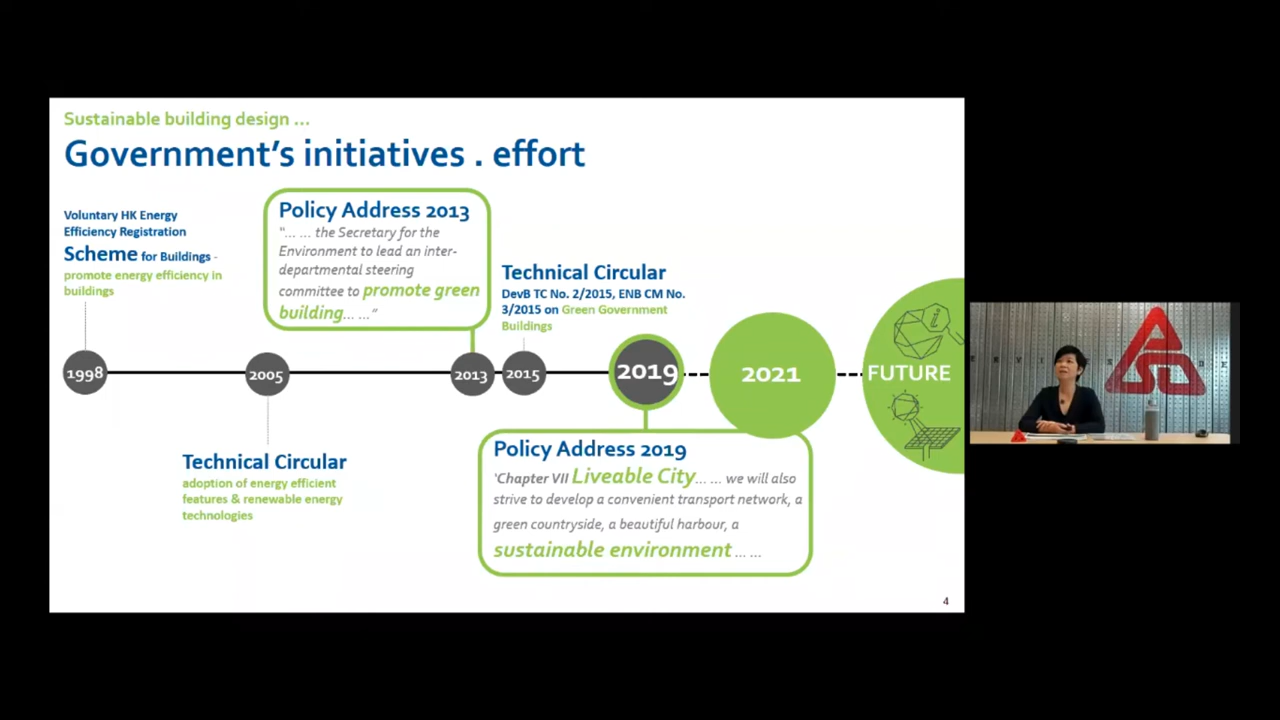 Sustainable building design ...
Government's initiatives . effort
Voluntary HK Energy
Efficiency Registration
Scheme for Buildings -
promote energy efficiency in
buildings
Policy Address 2013
"... ... the Secretary for the
Environment to lead an inter-
departmental steering
committee to promote green
building... ..."
Technical Circular
DevB TC No. 2/2015, ENB CM No.
3/2015 on Green Government
Buildings
1998
2005
2013
2015
2019
2021
FUTURE
Technical Circular
adoption of energy efficient
features & renewable energy
technologies
Policy Address 2019
'Chapter VII Liveable City... ... we will also
strive to develop a convenient transport network, a
green countryside, a beautiful harbour, a
sustainable environment ... ...
4